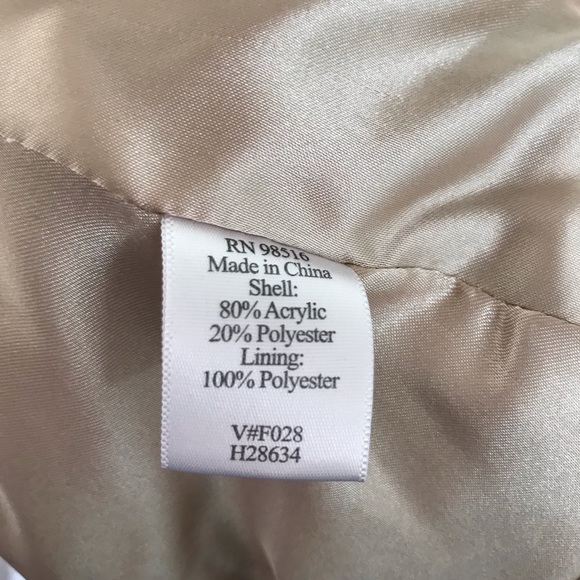 RN 98516
Made in China
Shell:
80% Acrylic
20% Polyester
Lining:
100% Polyester
V#F028
H28634